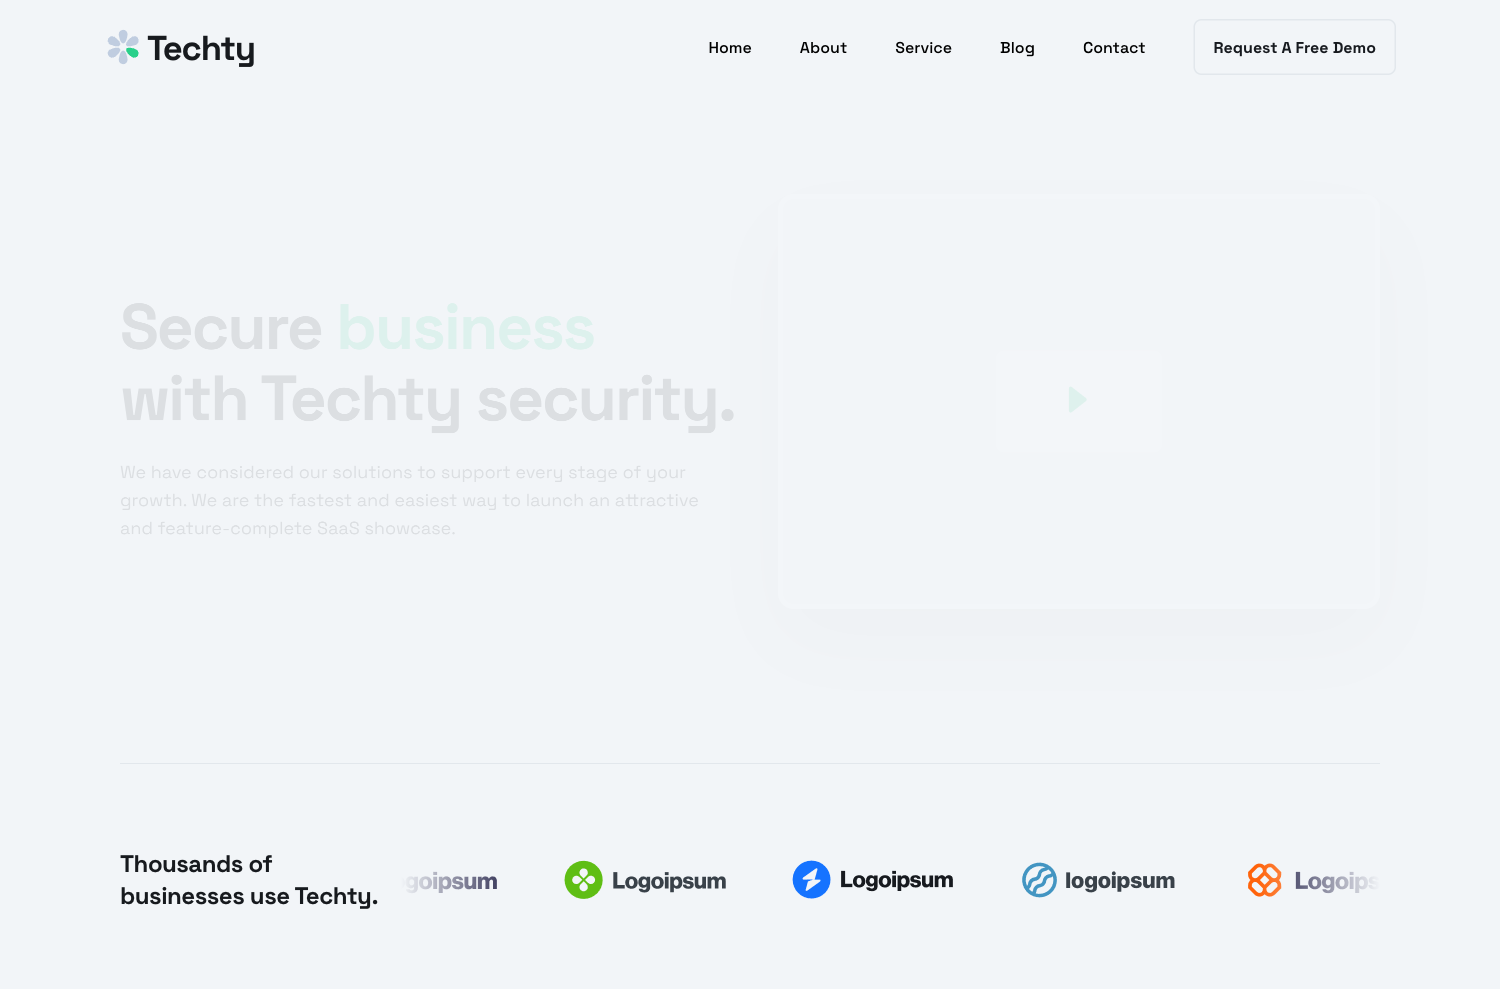 Techty
Home
About
Service
Blog
Contact
Request A Free Demo
Secure business
with Techty security.
We have considered our solutions to support every stage of your
growth. We are the fastest and easiest way to launch an attractive
and feature-complete SaaS showcase.
Thousands of
businesses use Techty.
goipsum
Logoipsum
Logoipsum
logoipsum
Logoips